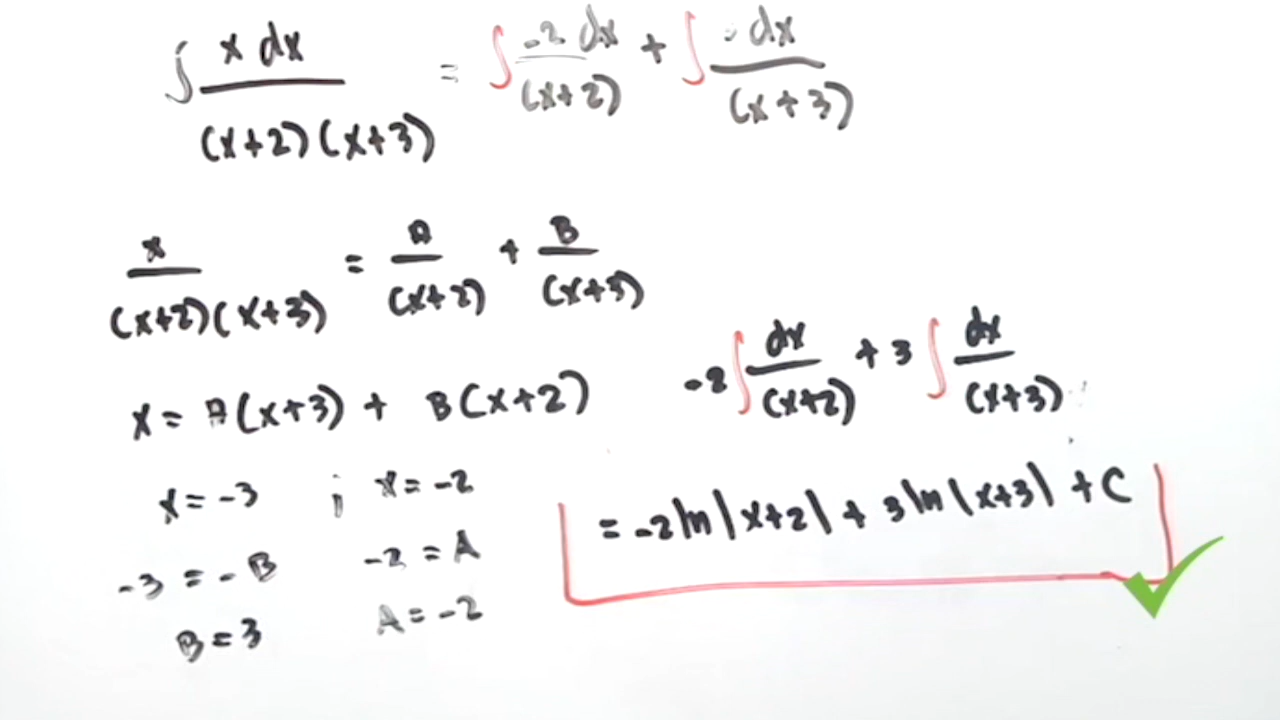 ∫ x dx / (x+2)(x+3) = ∫ -2 dx / (x+2) + ∫ dx / (x+3)
x / (x+2)(x+3) = A / (x+2) + B / (x+3)
x = A(x+3) + B(x+2)
x = -3 ; x = -2
-3 = -B -2 = A
B = 3 A = -2
-2 ∫ dx / (x+2) + 3 ∫ dx / (x+3)
= -2 ln|x+2| + 3 ln|x+3| + C